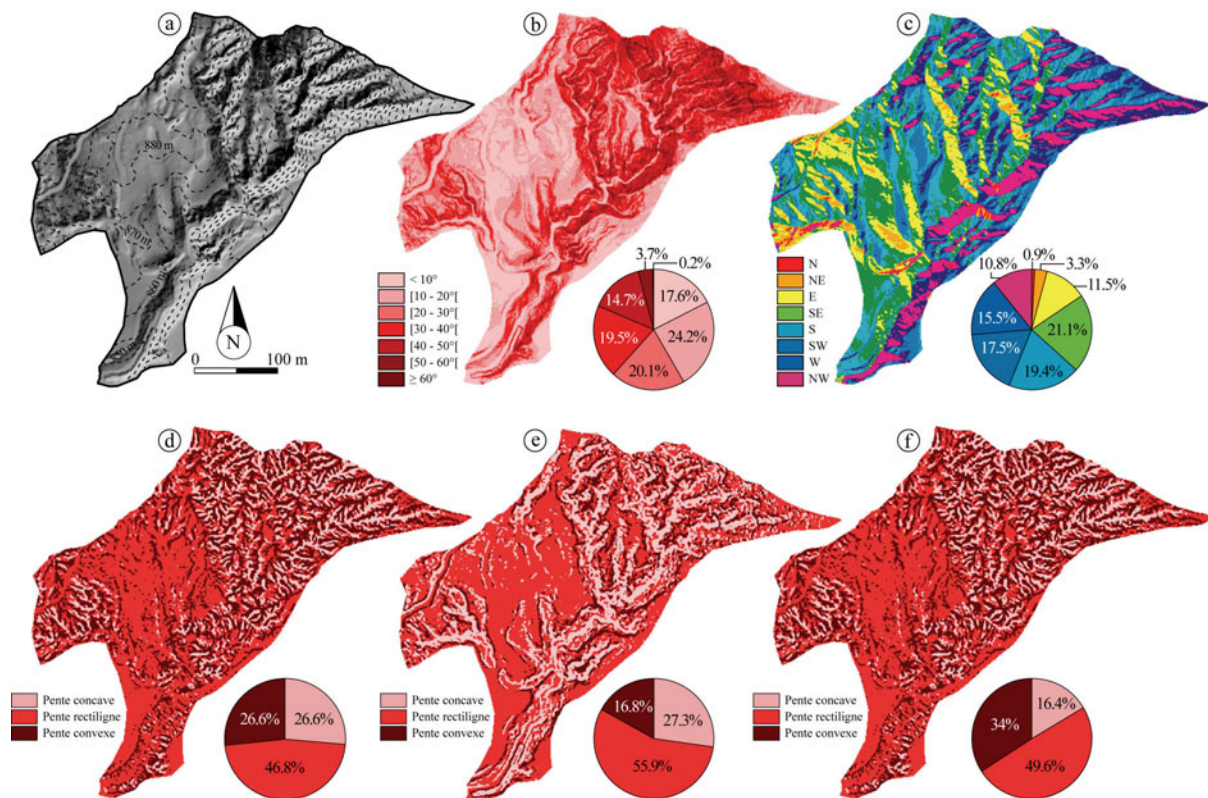 a
880 m
870 m
860 m
850 m
N
0 100 m
b
< 10°
[10 - 20°[
[20 - 30°[
[30 - 40°[
[40 - 50°[
[50 - 60°[
≥ 60°
3.7%
0.2%
17.6%
14.7%
24.2%
19.5%
20.1%
c
N
NE
E
SE
S
SW
W
NW
0.9%
3.3%
10.8%
11.5%
15.5%
21.1%
17.5%
19.4%
d
Pente concave
Pente rectiligne
Pente convexe
26.6%
26.6%
46.8%
e
Pente concave
Pente rectiligne
Pente convexe
16.8%
27.3%
55.9%
f
Pente concave
Pente rectiligne
Pente convexe
16.4%
34%
49.6%